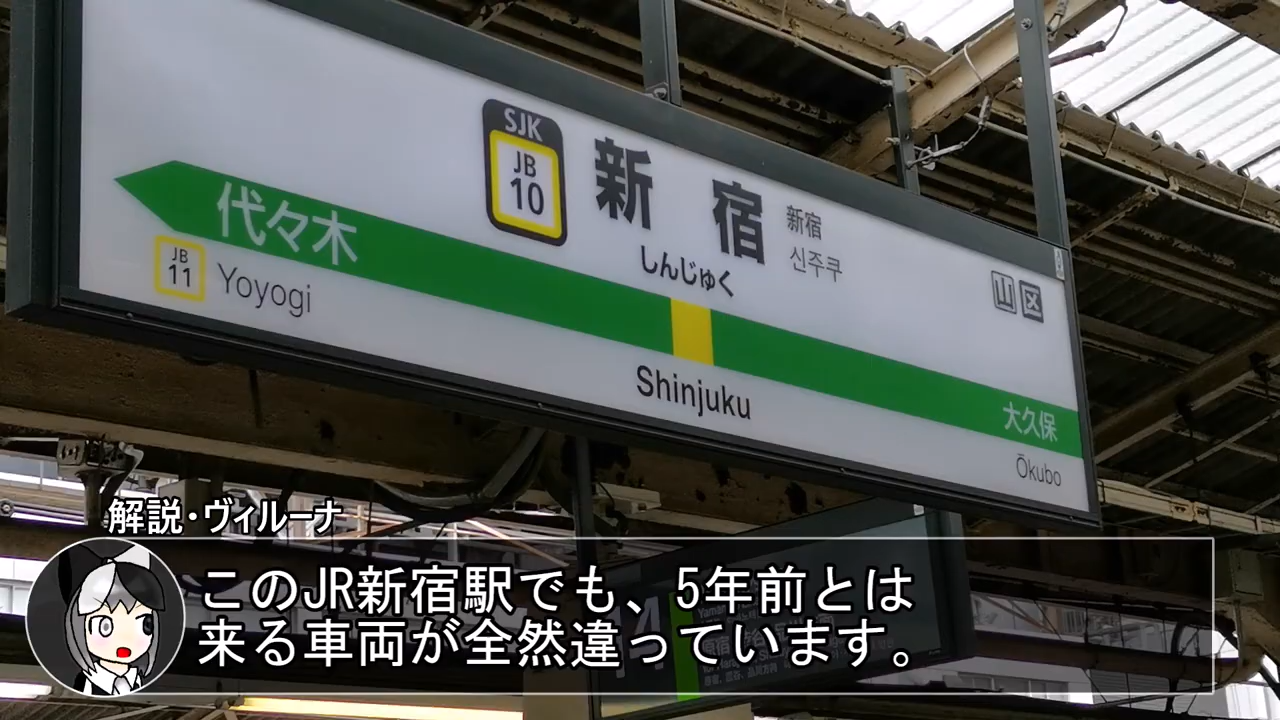 SJK
JB
10
新宿
新宿
신주쿠
しんじゅく
山区
代々木
JB
11
Yoyogi
Shinjuku
大久保
Ōkubo
解説・ヴィルーナ
このJR新宿駅でも、5年前とは
来る車両が全然違っています。